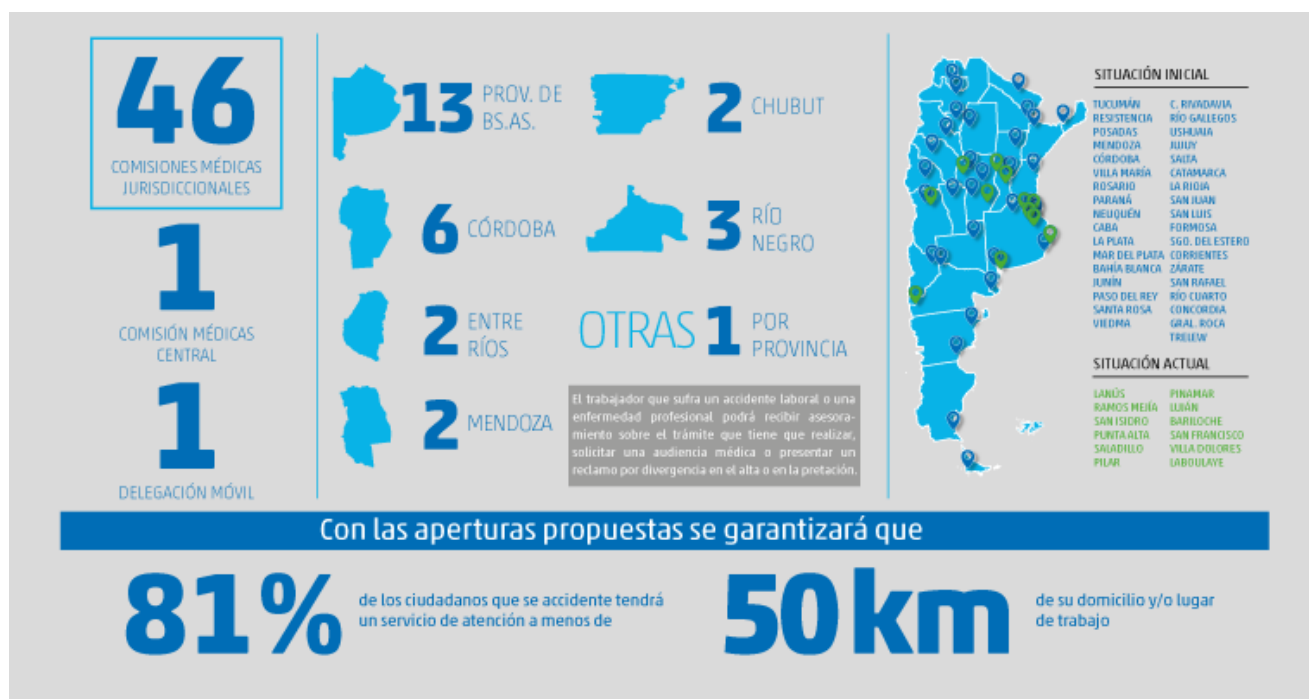 46
COMISIONES MÉDICAS
JURISDICCIONALES
1
COMISIÓN MÉDICAS
CENTRAL
1
DELEGACIÓN MÓVIL
13 PROV. DE
BS.AS.
6 CÓRDOBA
2 ENTRE
RÍOS
2 MENDOZA
2 CHUBUT
3 RÍO
NEGRO
OTRAS 1 POR
PROVINCIA
El trabajador que sufra un accidente laboral o una
enfermedad profesional podrá recibir asesora-
miento sobre el trámite que tiene que realizar,
solicitar una audiencia médica o presentar un
reclamo por divergencia en el alta o en la pretación.
SITUACIÓN INICIAL
TUCUMÁN
RESISTENCIA
POSADAS
MENDOZA
CÓRDOBA
VILLA MARÍA
ROSARIO
PARANÁ
NEUQUÉN
CABA
LA PLATA
MAR DEL PLATA
BAHÍA BLANCA
JUNÍN
PASO DEL REY
SANTA ROSA
VIEDMA
C. RIVADAVIA
RÍO GALLEGOS
USHUAIA
JUJUY
SALTA
CATAMARCA
LA RIOJA
SAN JUAN
SAN LUIS
FORMOSA
SGO. DEL ESTERO
CORRIENTES
ZÁRATE
SAN RAFAEL
RÍO CUARTO
CONCORDIA
GRAL. ROCA
TRELEW
SITUACIÓN ACTUAL
LANÚS
RAMOS MEJÍA
SAN ISIDRO
PUNTA ALTA
SALADILLO
PILAR
PINAMAR
LUJÁN
BARILOCHE
SAN FRANCISCO
VILLA DOLORES
LABOULAYE
Con las aperturas propuestas se garantizará que
81% de los ciudadanos que se accidente tendrá
un servicio de atención a menos de
50 km de su domicilio y/o lugar
de trabajo